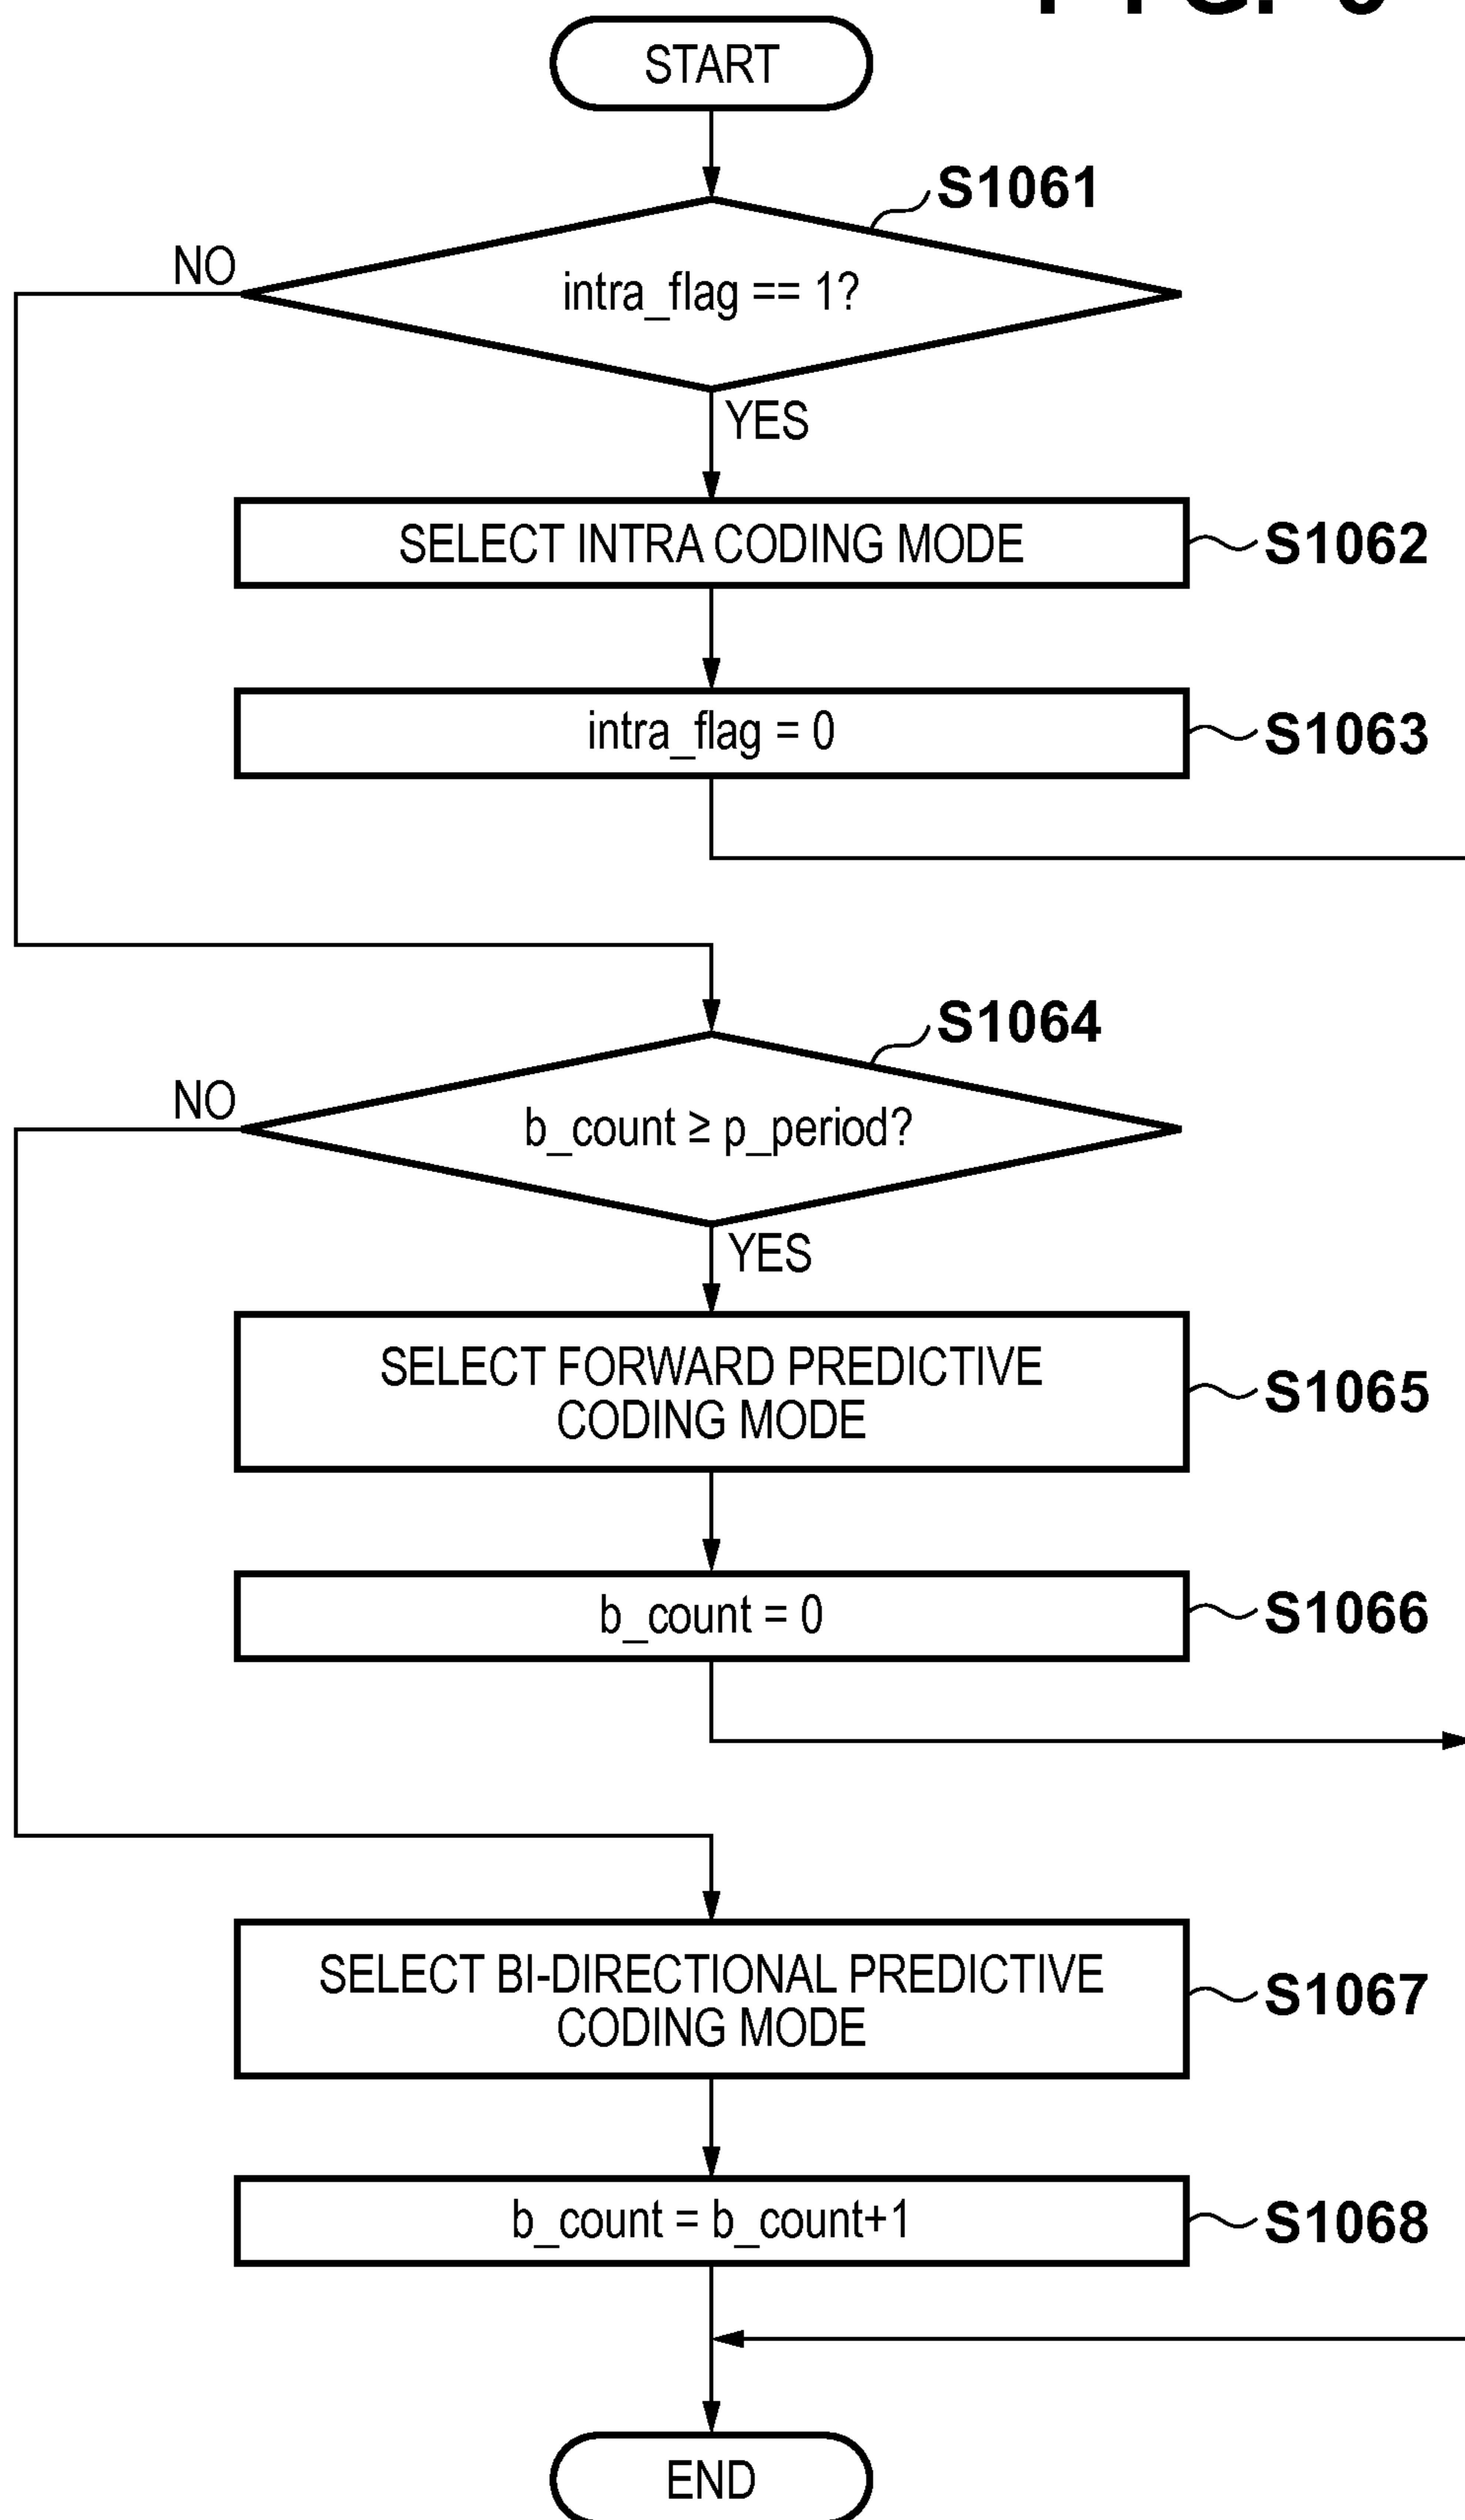 START
S1061
NO
intra_flag == 1?
YES
SELECT INTRA CODING MODE
S1062
intra_flag = 0
S1063
S1064
NO
b_count ≥ p_period?
YES
SELECT FORWARD PREDICTIVE
CODING MODE
S1065
b_count = 0
S1066
SELECT BI-DIRECTIONAL PREDICTIVE
CODING MODE
S1067
b_count = b_count+1
S1068
END